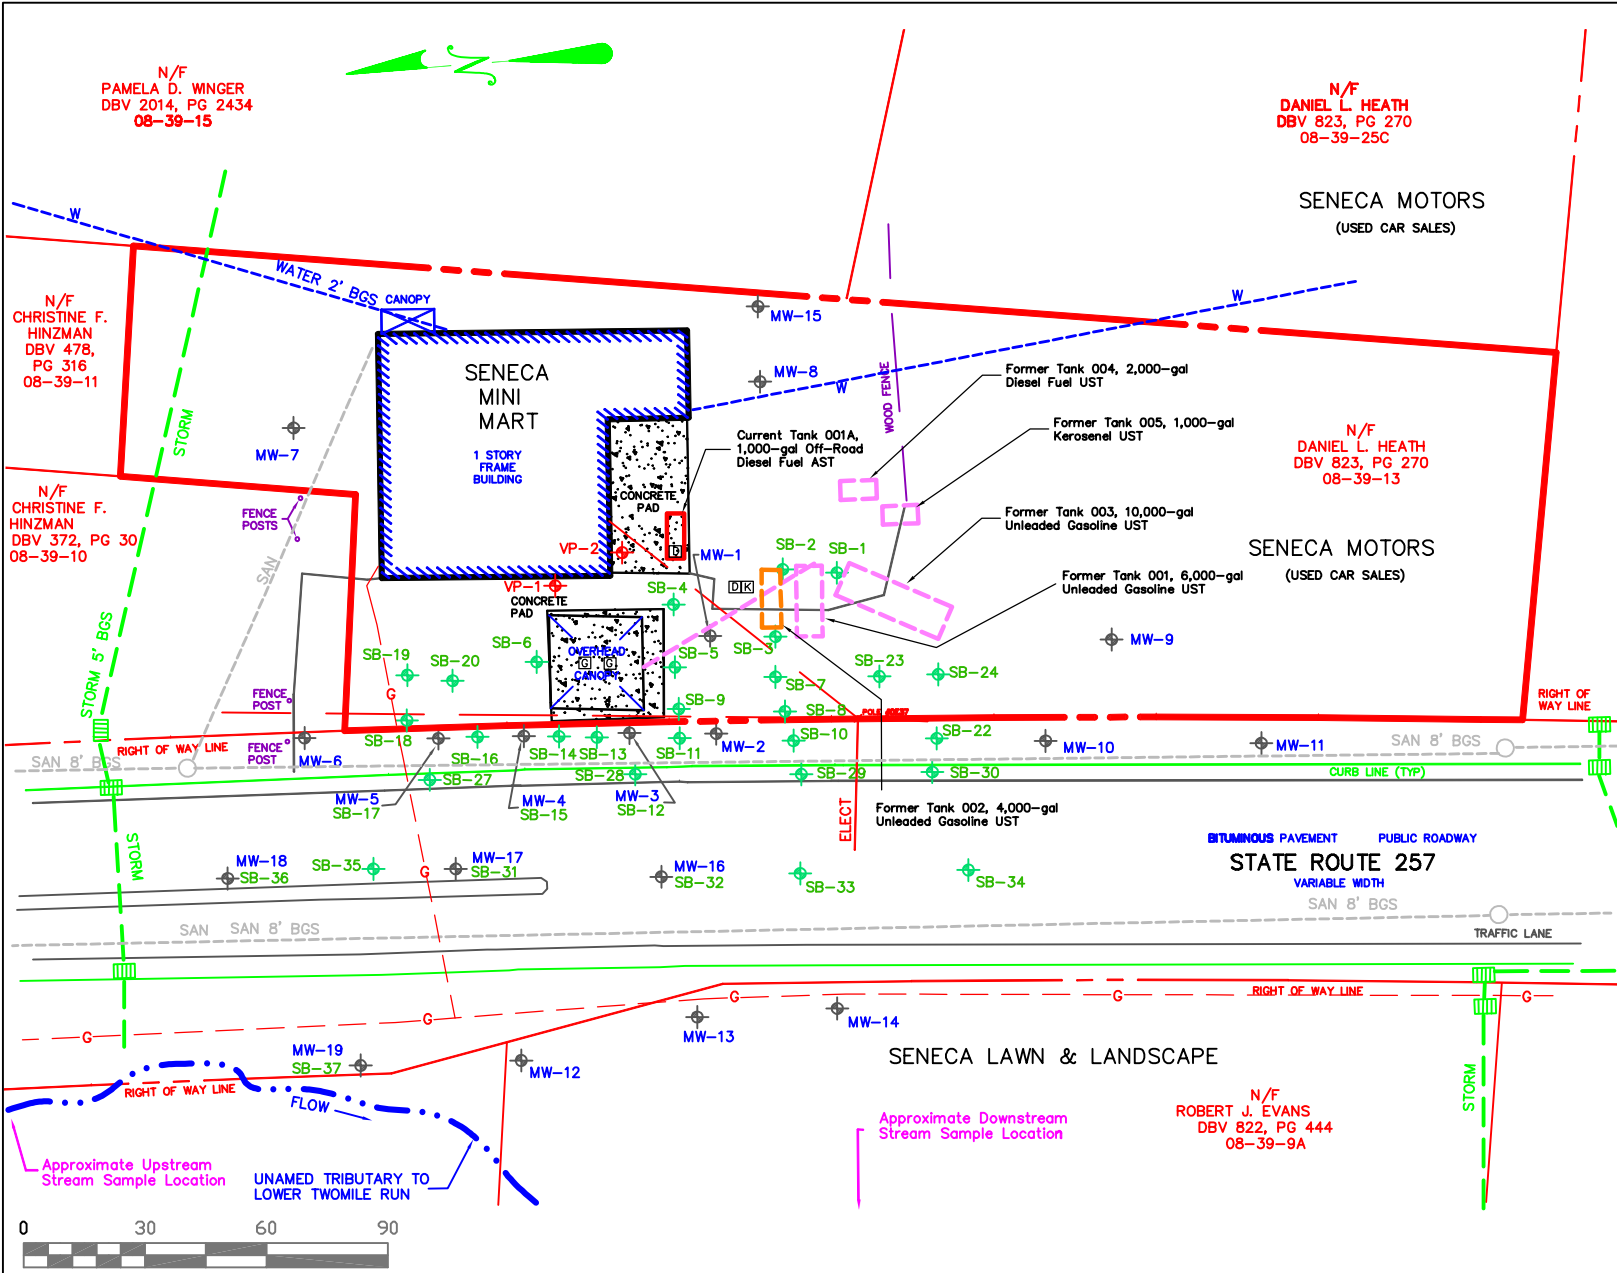 N
N/F
PAMELA D. WINGER
DBV 2014, PG 2434
08-39-15
N/F
DANIEL L. HEATH
DBV 823, PG 270
08-39-25C
SENECA MOTORS
(USED CAR SALES)
W
WATER 2' BGS
CANOPY
W
W
N/F
CHRISTINE F.
HINZMAN
DBV 478,
PG 316
08-39-11
STORM
MW-15
MW-8
SENECA
MINI
MART
1 STORY
FRAME
BUILDING
WOOD FENCE
Former Tank 004, 2,000-gal
Diesel Fuel UST
Former Tank 005, 1,000-gal
Kerosenel UST
Current Tank 001A,
1,000-gal Off-Road
Diesel Fuel AST
N/F
DANIEL L. HEATH
DBV 823, PG 270
08-39-13
MW-7
N/F
CHRISTINE F.
HINZMAN
DBV 372, PG 30
08-39-10
FENCE
POSTS
CONCRETE
PAD
Former Tank 003, 10,000-gal
Unleaded Gasoline UST
SENECA MOTORS
(USED CAR SALES)
SAN
VP-2
D
MW-1
SB-2
SB-1
Former Tank 001, 6,000-gal
Unleaded Gasoline UST
VP-1
CONCRETE
PAD
SB-4
D
K
STORM 5' BGS
SB-6
OVERHEAD
CANOPY
G
G
SB-5
SB-3
MW-9
SB-19
SB-20
G
SB-7
SB-23
SB-24
FENCE
POST
SB-9
SB-8
RIGHT OF
WAY LINE
RIGHT OF WAY LINE
FENCE
POST
MW-6
SB-18
SB-16
SB-14
SB-13
SB-11
MW-2
SB-10
SB-22
MW-10
MW-11
SAN 8' BGS
SAN 8' BGS
SB-27
SB-28
SB-29
SB-30
CURB LINE (TYP)
MW-5
SB-17
MW-4
SB-15
MW-3
SB-12
ELECT
Former Tank 002, 4,000-gal
Unleaded Gasoline UST
BITUMINOUS PAVEMENT
PUBLIC ROADWAY
STATE ROUTE 257
VARIABLE WIDTH
STORM
MW-18
SB-36
SB-35
G
MW-17
SB-31
MW-16
SB-32
SB-33
SB-34
SAN
SAN 8' BGS
SAN 8' BGS
TRAFFIC LANE
G
G
G
G
G
RIGHT OF WAY LINE
MW-13
MW-14
MW-19
SB-37
MW-12
SENECA LAWN & LANDSCAPE
RIGHT OF WAY LINE
FLOW
STORM
N/F
ROBERT J. EVANS
DBV 822, PG 444
08-39-9A
Approximate Downstream
Stream Sample Location
Approximate Upstream
Stream Sample Location
UNAMED TRIBUTARY TO
LOWER TWOMILE RUN
0 30 60 90